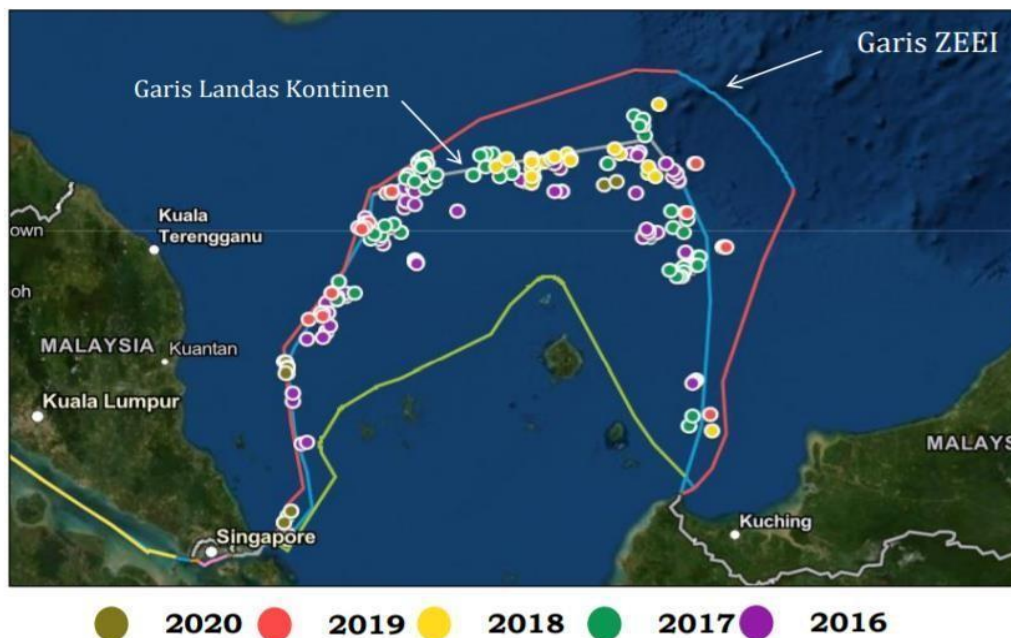 Garis ZEEI
Garis Landas Kontinen
own
Kuala
Terengganu
oh
MALAYSIA
Kuantan
Kuala Lumpur
MALAYS
Singapore
Kuching
2020 2019 2018 2017 2016